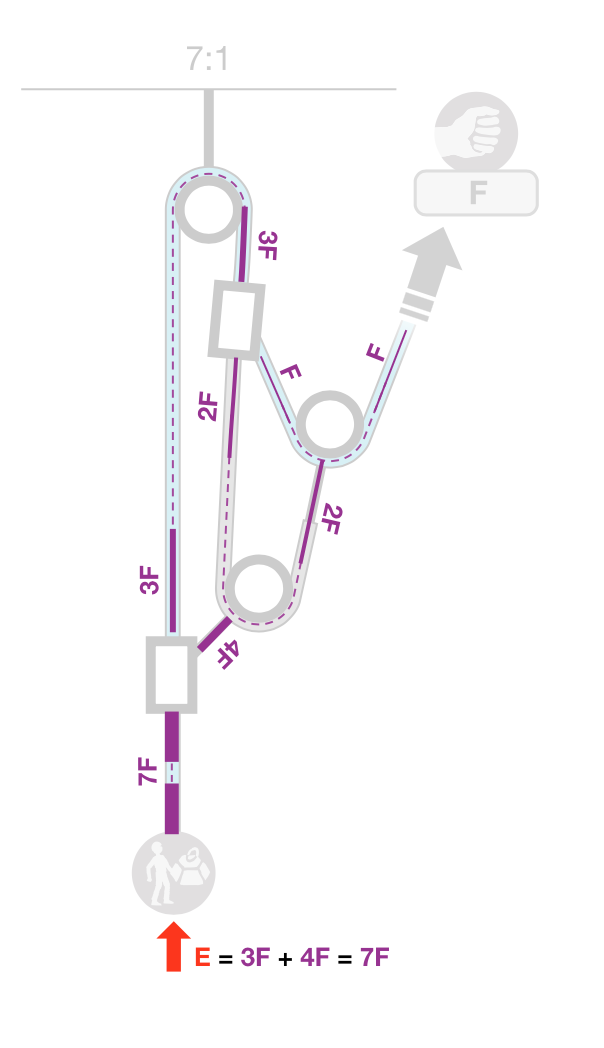 7:1
F
3F
F
F
2F
2F
3F
4F
7F
E = 3F + 4F = 7F